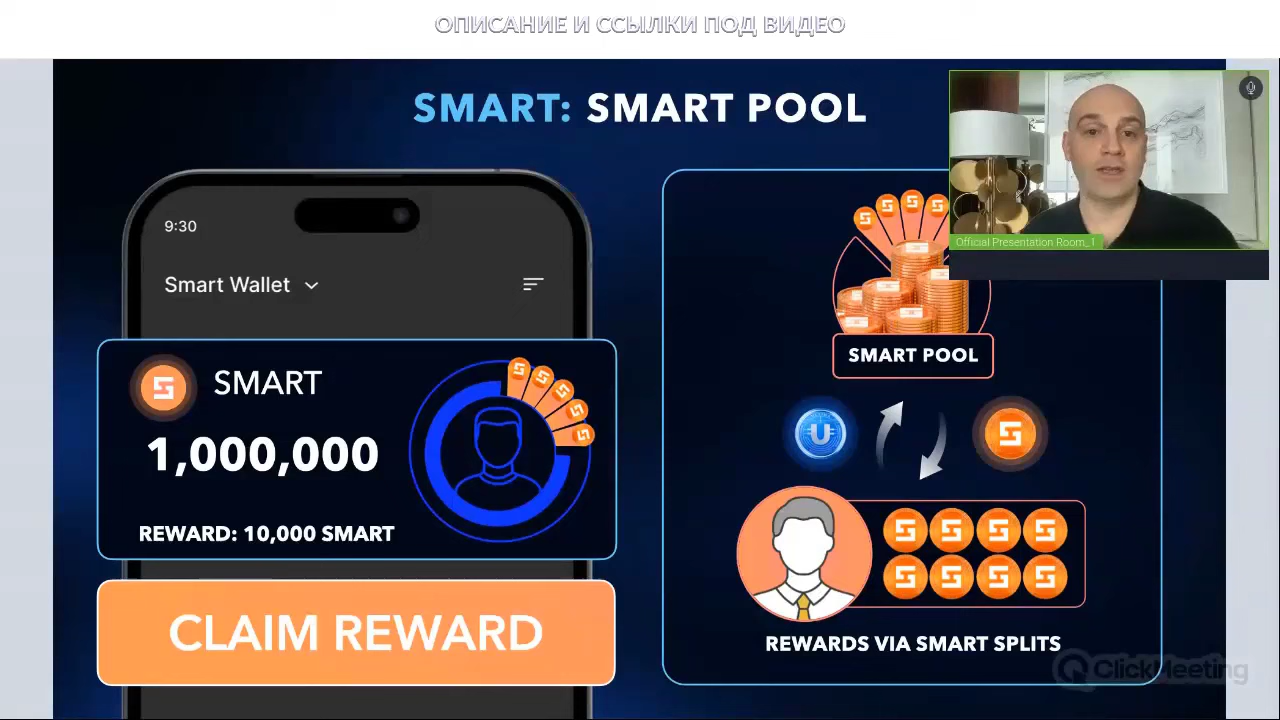 ОПИСАНИЕ И ССЫЛКИ ПОД ВИДЕО
SMART: SMART POOL
Official Presentation Room_1
9:30
Smart Wallet
SMART
1,000,000
REWARD: 10,000 SMART
CLAIM REWARD
SMART POOL
REWARDS VIA SMART SPLITS
ClickMeeting